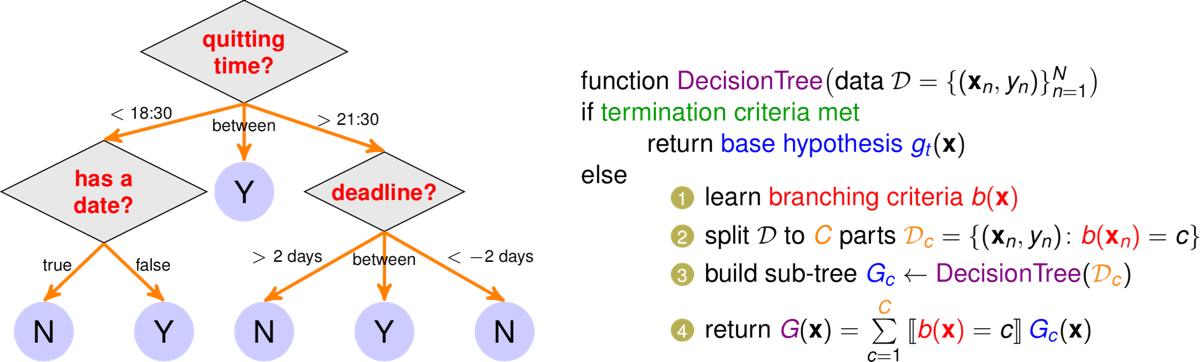 quitting
time?
< 18:30
between
> 21:30
has a
date?
Y
deadline?
true
false
> 2 days
between
< −2 days
N
Y
N
Y
N
function DecisionTree(data 𝒟 = {(𝐱ₙ, yₙ)}ᴺₙ₌₁)
if termination criteria met
return base hypothesis gₜ(𝐱)
else
1 learn branching criteria b(𝐱)
2 split 𝒟 to C parts 𝒟_c = {(𝐱ₙ, yₙ): b(𝐱ₙ) = c}
3 build sub-tree G_c ← DecisionTree(𝒟_c)
4 return G(𝐱) = ∑_{c=1}^{C} ⟦b(𝐱) = c⟧ G_c(𝐱)